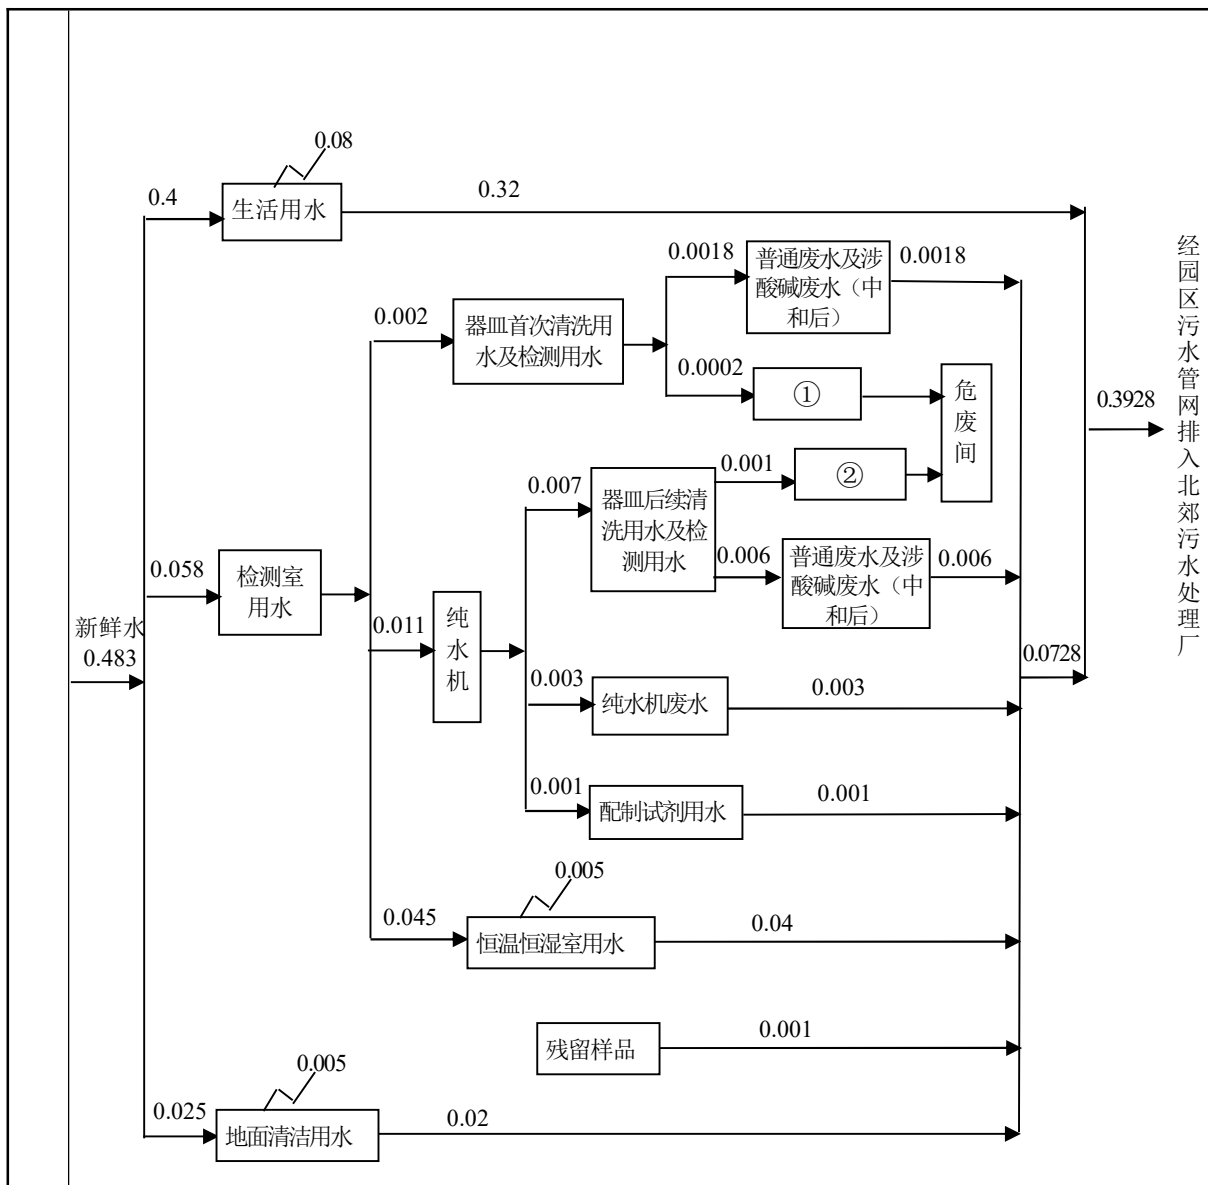 0.08
0.4
生活用水
0.32
0.0018
普通废水及涉
酸碱废水（中
和后）
0.0018
0.002
器皿首次清洗用
水及检测用水
0.0002
①
危
废
间
0.3928
经
园
区
污
水
管
网
排
入
北
郊
污
水
处
理
厂
0.007
器皿后续清
洗用水及检
测用水
0.001
②
0.006
普通废水及涉
酸碱废水（中
和后）
0.006
0.058
检测室
用水
新鲜水
0.483
0.011
纯
水
机
0.003
纯水机废水
0.003
0.0728
0.001
配制试剂用水
0.001
0.005
0.045
恒温恒湿室用水
0.04
残留样品
0.001
0.005
0.025
地面清洁用水
0.02